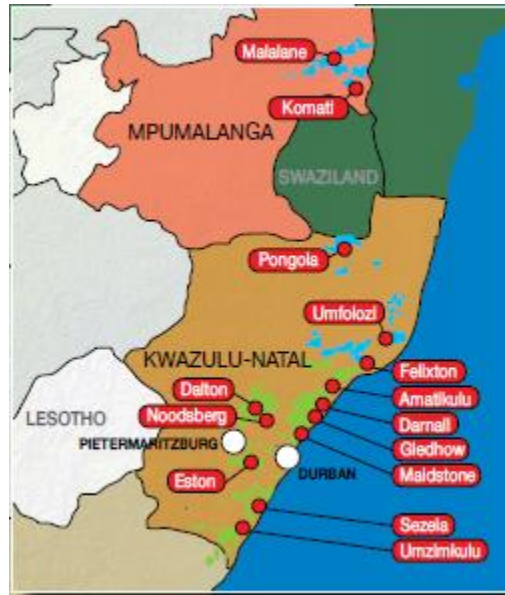 Malalane
Komati
MPUMALANGA
SWAZILAND
Pongola
Umfolozi
KWAZULU-NATAL
Felixton
Dalton
Amatikulu
LESOTHO
Noodsberg
Darnall
PIETERMARITZBURG
Gledhow
Maidstone
Eston
DURBAN
Sezela
Umzimkulu